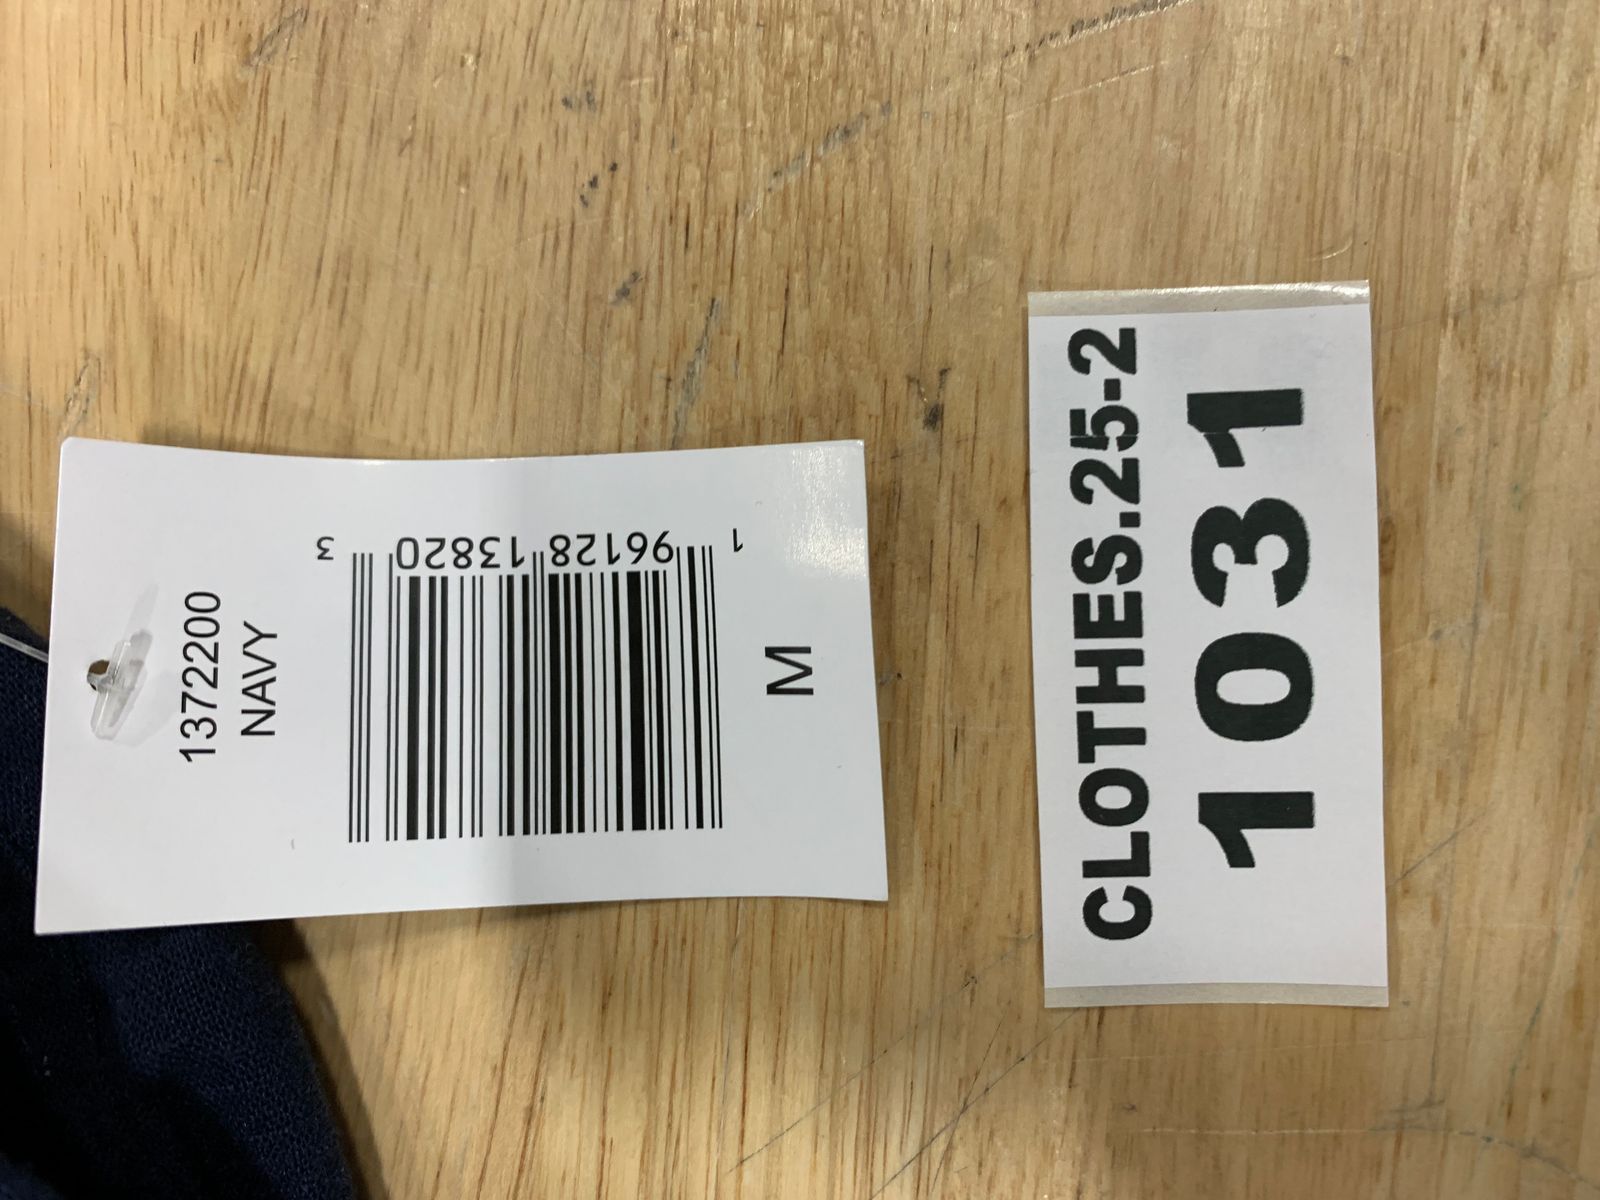 1372200
NAVY
1 96128 13820 3
M
CLOTHES.25-2
1031